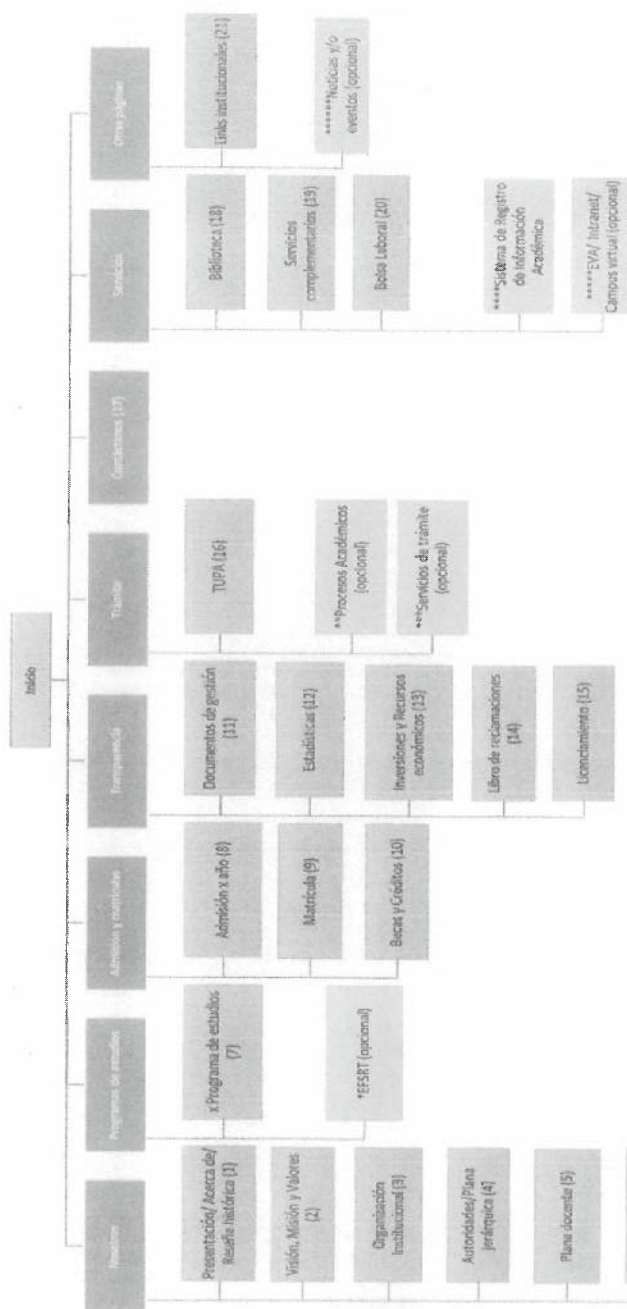 Inicio
Nosotros
Presentación/ Acerca de/
Reseña histórica (1)
Visión, Misión y Valores
(2)
Organización
Institucional (3)
Autoridades/Plana
jerárquica (4)
Plana docente (5)
Programas de estudios
x Programa de estudios
(7)
*EFSRT (opcional)
Admisión y matrículas
Admisión x año (8)
Matrícula (9)
Becas y Créditos (10)
Transparencia
Documentos de gestión
(11)
Estadísticas (12)
Inversiones y Recursos
económicos (13)
Libro de reclamaciones
(14)
Licenciamiento (15)
Trámite
TUPA (16)
**Procesos Académicos
(opcional)
***Servicios de trámite
(opcional)
Contáctenos (17)
Servicios
Biblioteca (18)
Servicios
complementarios (19)
Bolsa Laboral (20)
****Sistema de Registro
de Información
Académica
*****EVA/ Intranet/
Campus virtual (opcional)
Otras páginas
Links institucionales (21)
******Noticias y/o
eventos (opcional)